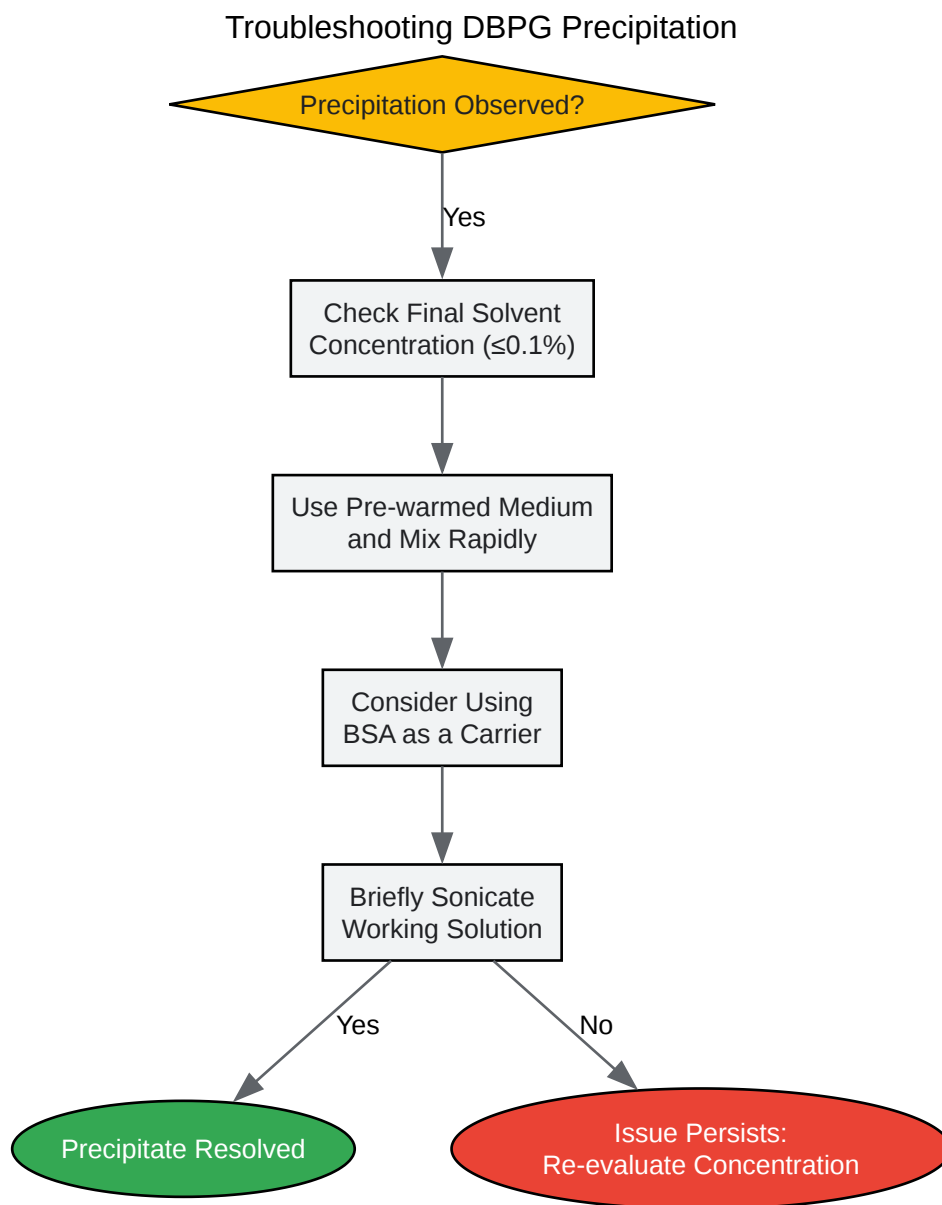 Troubleshooting DBPG Precipitation
Precipitation Observed?
Yes
Check Final Solvent
Concentration (≤0.1%)
Use Pre-warmed Medium
and Mix Rapidly
Consider Using
BSA as a Carrier
Briefly Sonicate
Working Solution
Yes
No
Precipitate Resolved
Issue Persists:
Re-evaluate Concentration